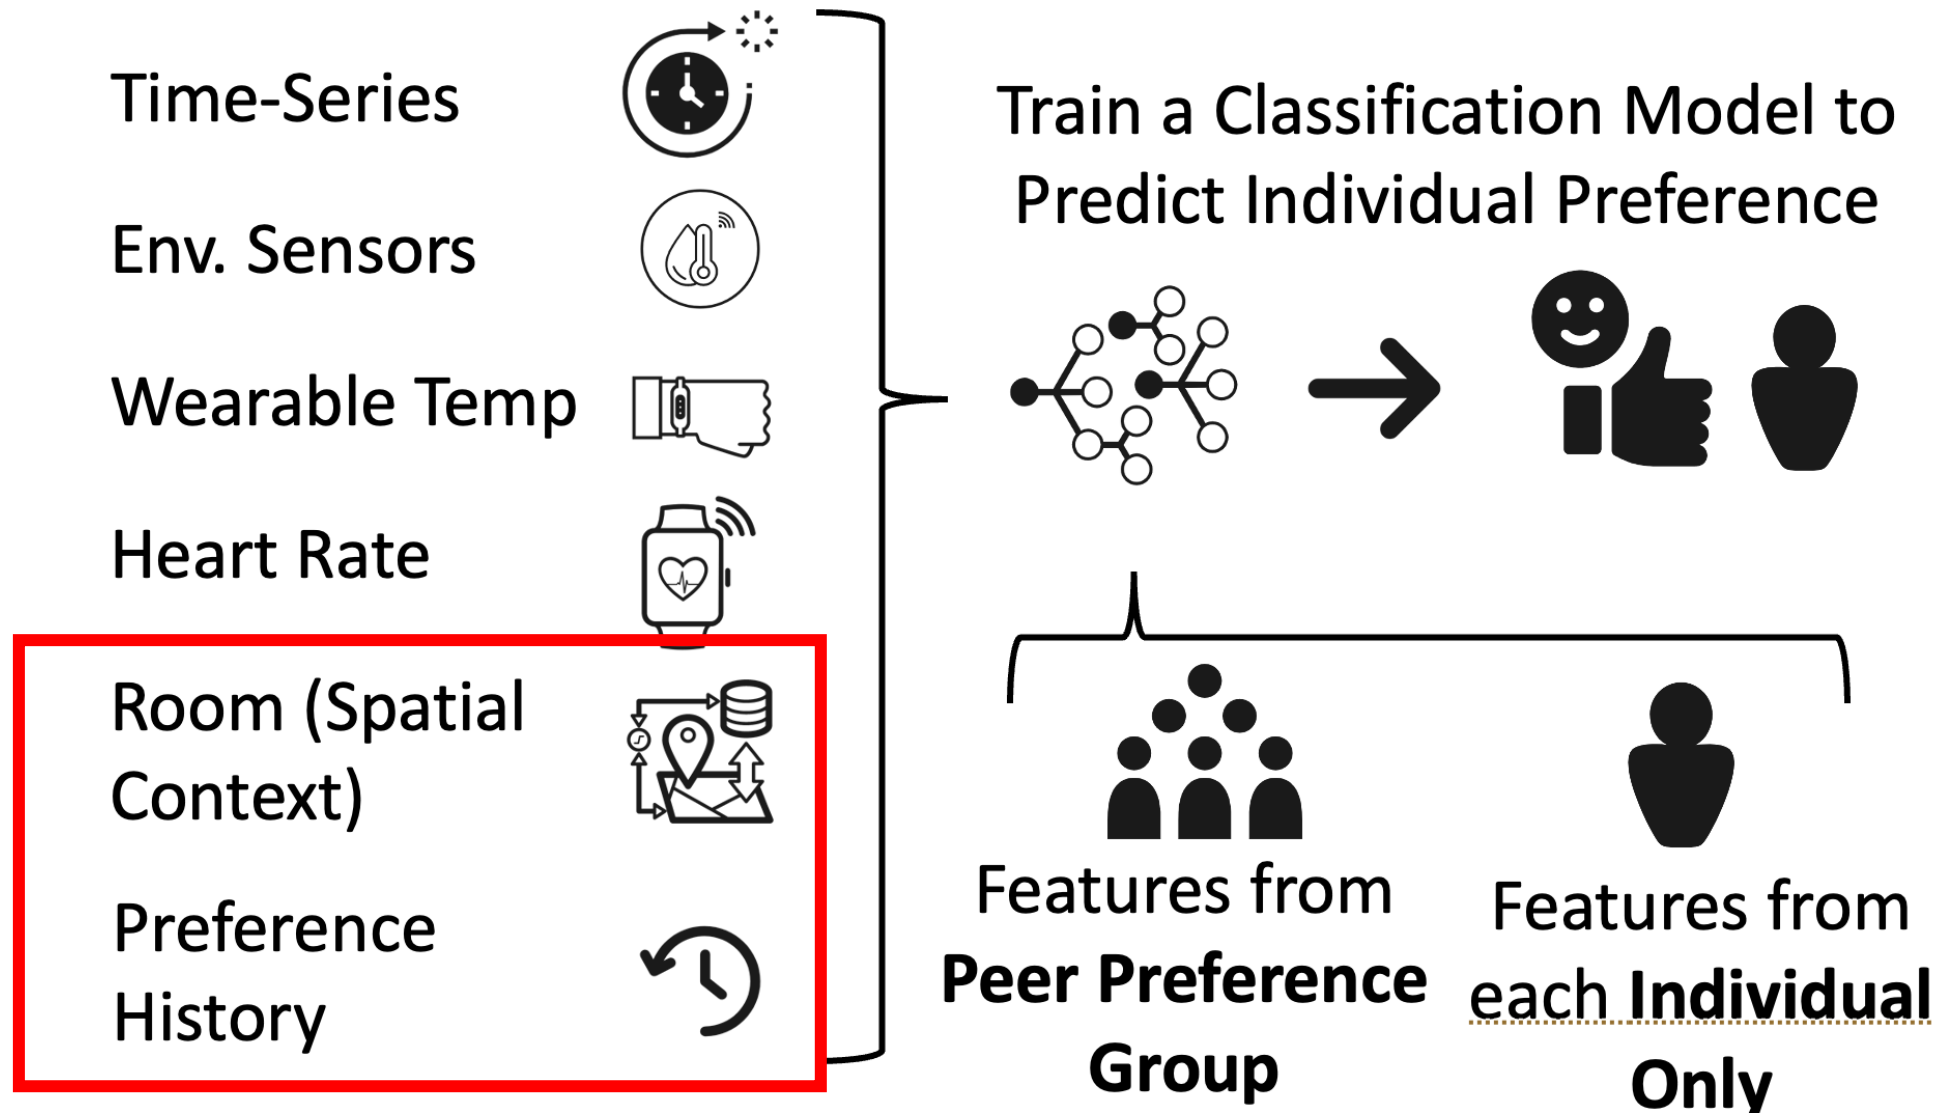 Time-Series
Env. Sensors
Wearable Temp
Heart Rate
Room (Spatial
Context)
Preference
History
Train a Classification Model to
Predict Individual Preference
Features from
Peer Preference
Group
Features from
each Individual
Only